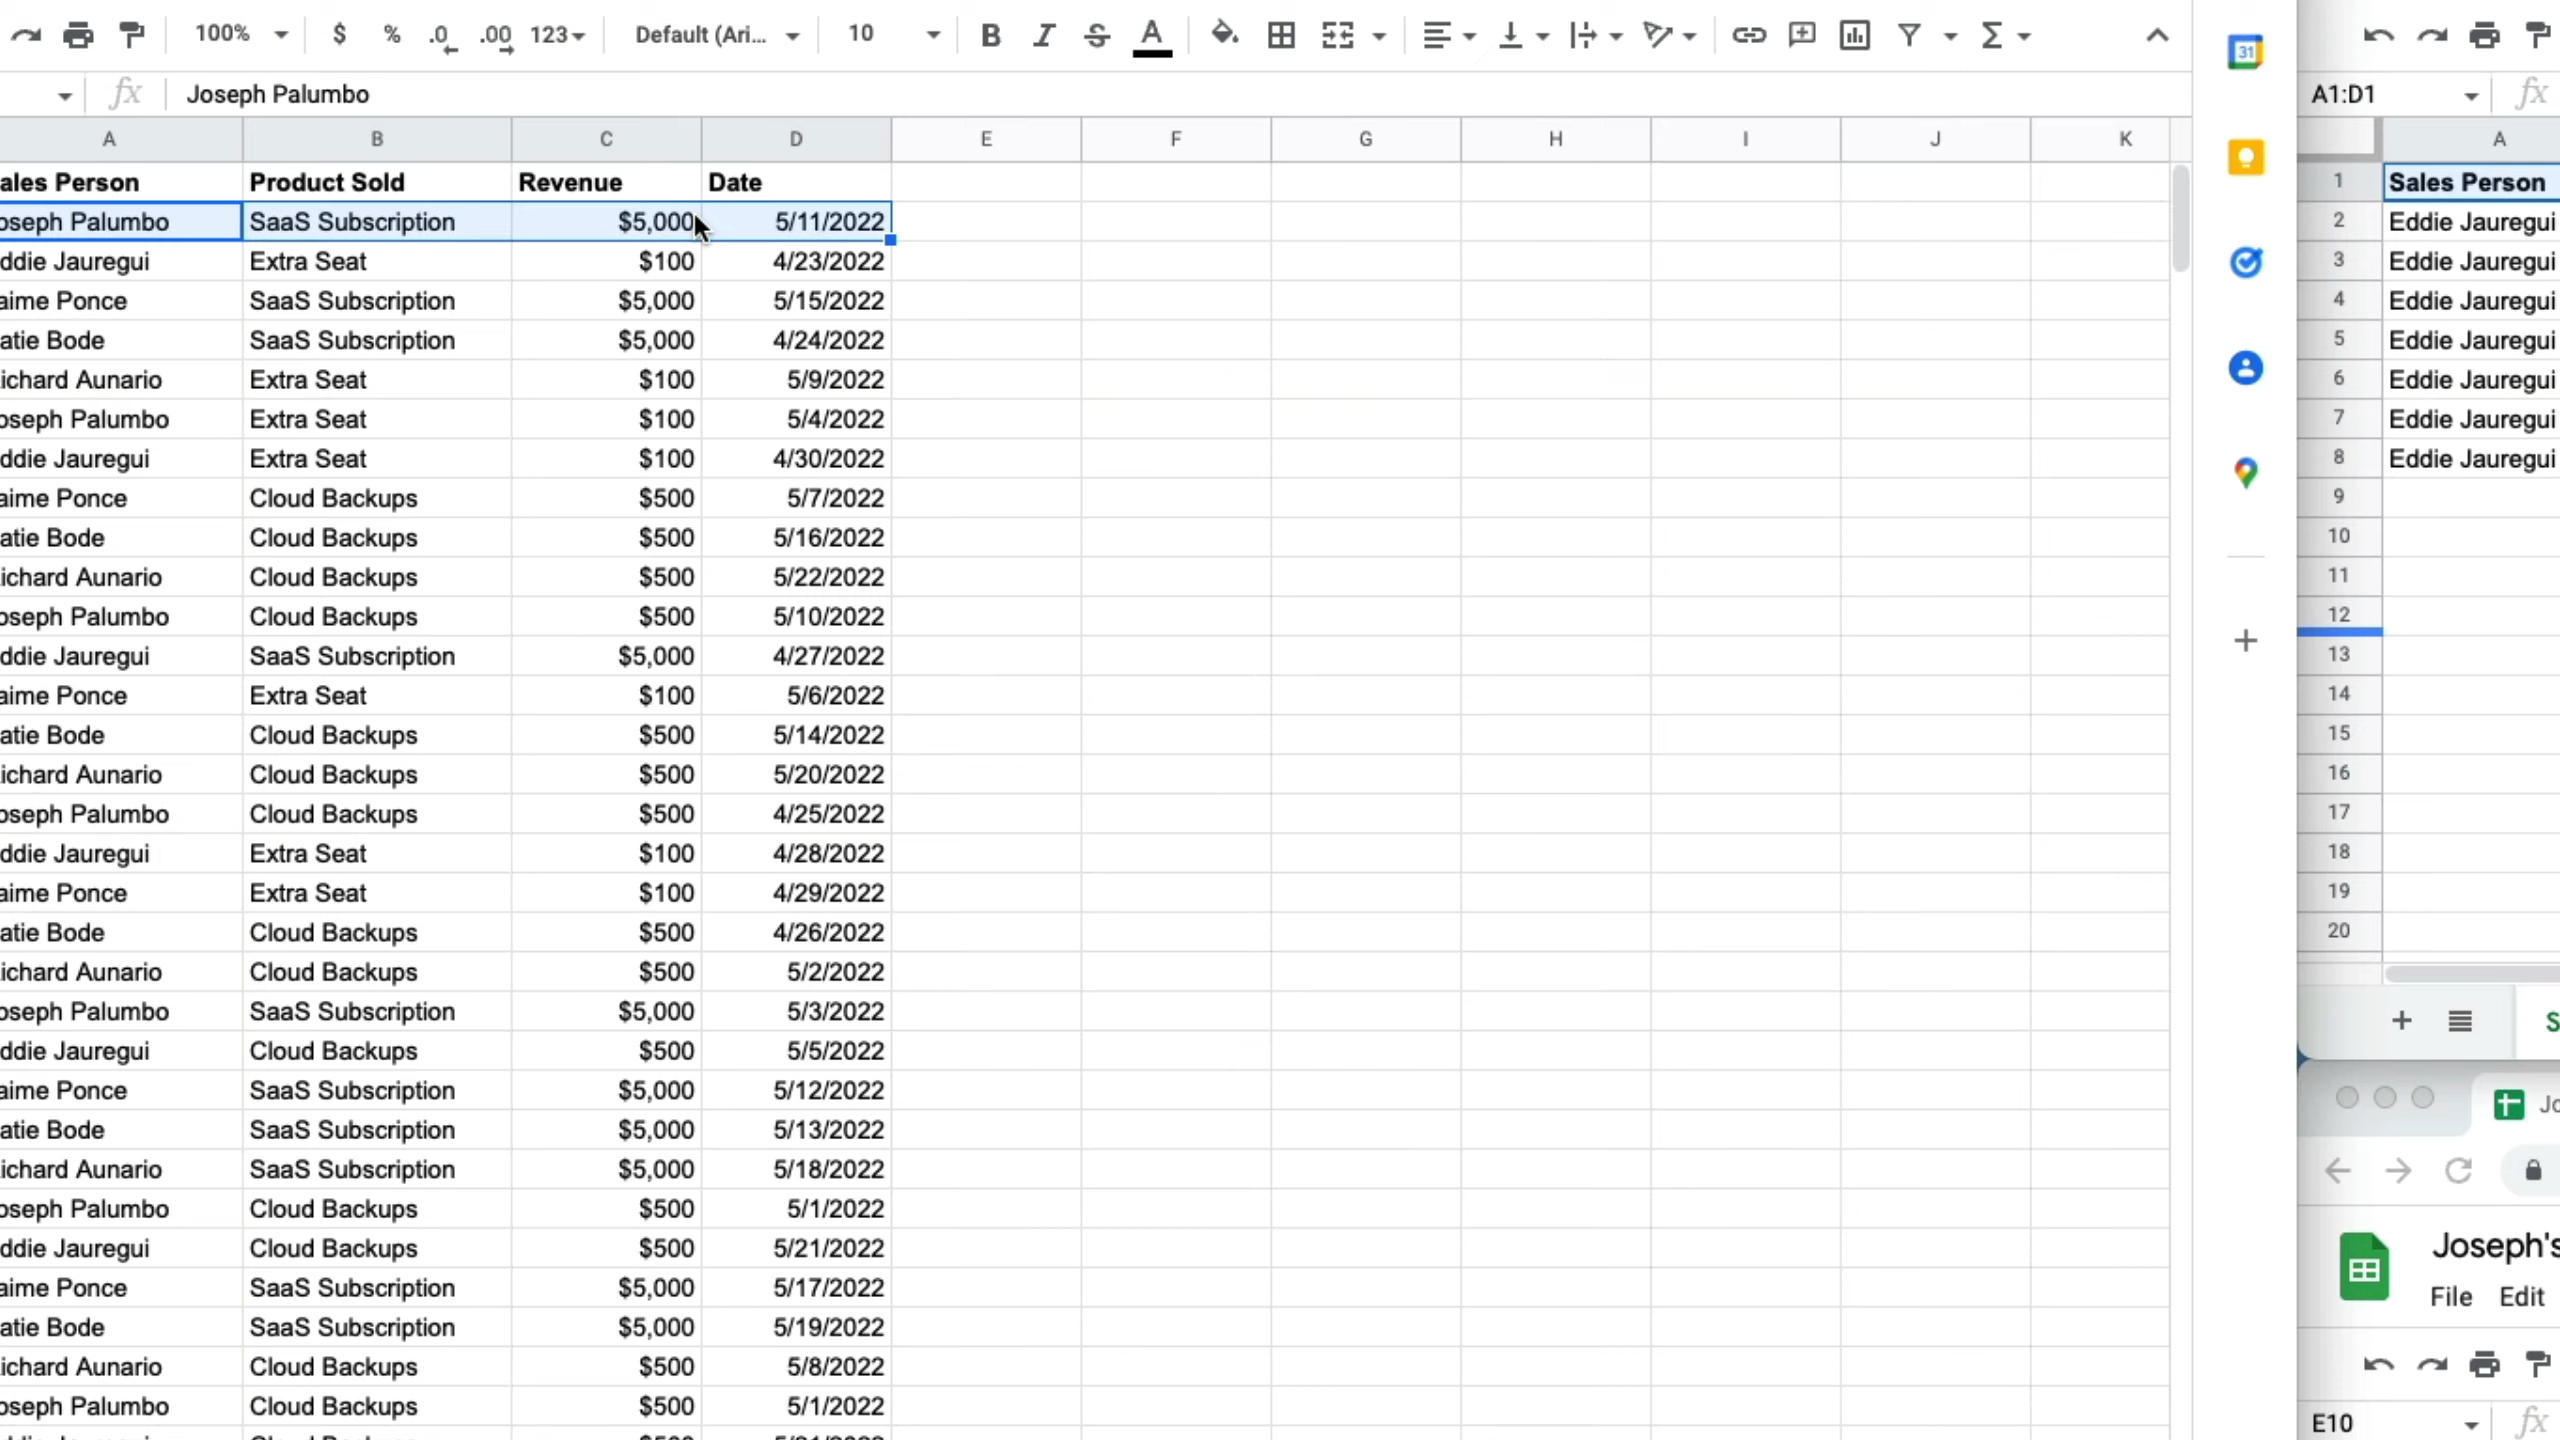 100% $ % .0 .00 123 Default (Ari... 10 B I S A Σ
fx Joseph Palumbo
A B C D E F G H I J K
ales Person Product Sold Revenue Date
oseph Palumbo SaaS Subscription $5,000 5/11/2022
ddie Jauregui Extra Seat $100 4/23/2022
aime Ponce SaaS Subscription $5,000 5/15/2022
atie Bode SaaS Subscription $5,000 4/24/2022
ichard Aunario Extra Seat $100 5/9/2022
oseph Palumbo Extra Seat $100 5/4/2022
ddie Jauregui Extra Seat $100 4/30/2022
aime Ponce Cloud Backups $500 5/7/2022
atie Bode Cloud Backups $500 5/16/2022
ichard Aunario Cloud Backups $500 5/22/2022
oseph Palumbo Cloud Backups $500 5/10/2022
ddie Jauregui SaaS Subscription $5,000 4/27/2022
aime Ponce Extra Seat $100 5/6/2022
atie Bode Cloud Backups $500 5/14/2022
ichard Aunario Cloud Backups $500 5/20/2022
oseph Palumbo Cloud Backups $500 4/25/2022
ddie Jauregui Extra Seat $100 4/28/2022
aime Ponce Extra Seat $100 4/29/2022
atie Bode Cloud Backups $500 4/26/2022
ichard Aunario Cloud Backups $500 5/2/2022
oseph Palumbo SaaS Subscription $5,000 5/3/2022
ddie Jauregui Cloud Backups $500 5/5/2022
aime Ponce SaaS Subscription $5,000 5/12/2022
atie Bode SaaS Subscription $5,000 5/13/2022
ichard Aunario SaaS Subscription $5,000 5/18/2022
oseph Palumbo Cloud Backups $500 5/1/2022
ddie Jauregui Cloud Backups $500 5/21/2022
aime Ponce SaaS Subscription $5,000 5/17/2022
atie Bode SaaS Subscription $5,000 5/19/2022
ichard Aunario Cloud Backups $500 5/8/2022
oseph Palumbo Cloud Backups $500 5/1/2022
31
A1:D1 fx
A
1 Sales Person
2 Eddie Jauregui
3 Eddie Jauregui
4 Eddie Jauregui
5 Eddie Jauregui
6 Eddie Jauregui
7 Eddie Jauregui
8 Eddie Jauregui
9
10
11
12
13
14
15
16
17
18
19
20
S
Jo
Joseph's
File Edit
E10 fx